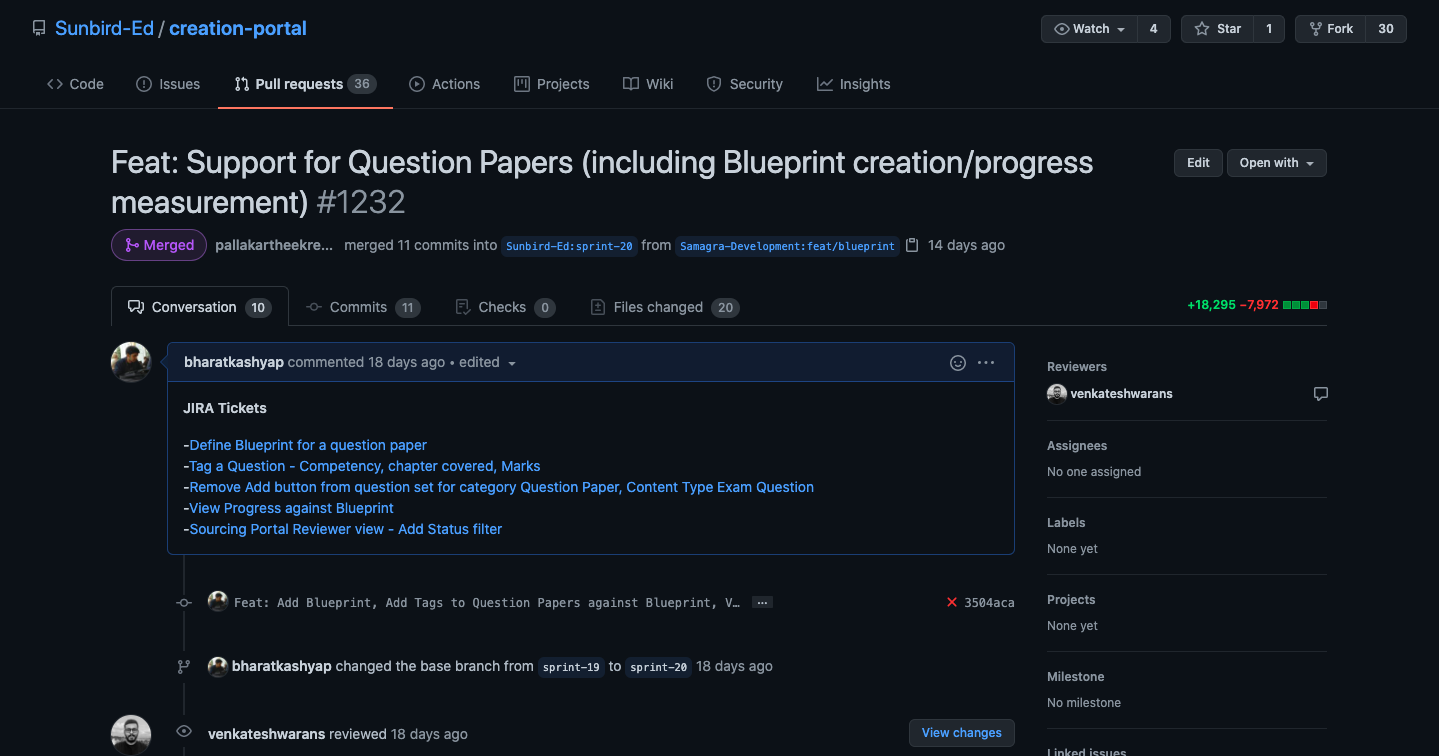 Sunbird-Ed / creation-portal
Watch 4 Star 1 Fork 30
Code Issues Pull requests 36 Actions Projects Wiki Security Insights
Feat: Support for Question Papers (including Blueprint creation/progress
measurement) #1232
Edit Open with
Merged pallakartheekre... merged 11 commits into Sunbird-Ed:sprint-20 from Samagra-Development:feat/blueprint 14 days ago
Conversation 10 Commits 11 Checks 0 Files changed 20
+18,295 −7,972
bharatkashyap commented 18 days ago • edited
JIRA Tickets
-Define Blueprint for a question paper
-Tag a Question - Competency, chapter covered, Marks
-Remove Add button from question set for category Question Paper, Content Type Exam Question
-View Progress against Blueprint
-Sourcing Portal Reviewer view - Add Status filter
Feat: Add Blueprint, Add Tags to Question Papers against Blueprint, V… ... 3504aca
bharatkashyap changed the base branch from sprint-19 to sprint-20 18 days ago
venkateshwarans reviewed 18 days ago
View changes
Reviewers
venkateshwarans
Assignees
No one assigned
Labels
None yet
Projects
None yet
Milestone
No milestone
Linked issues